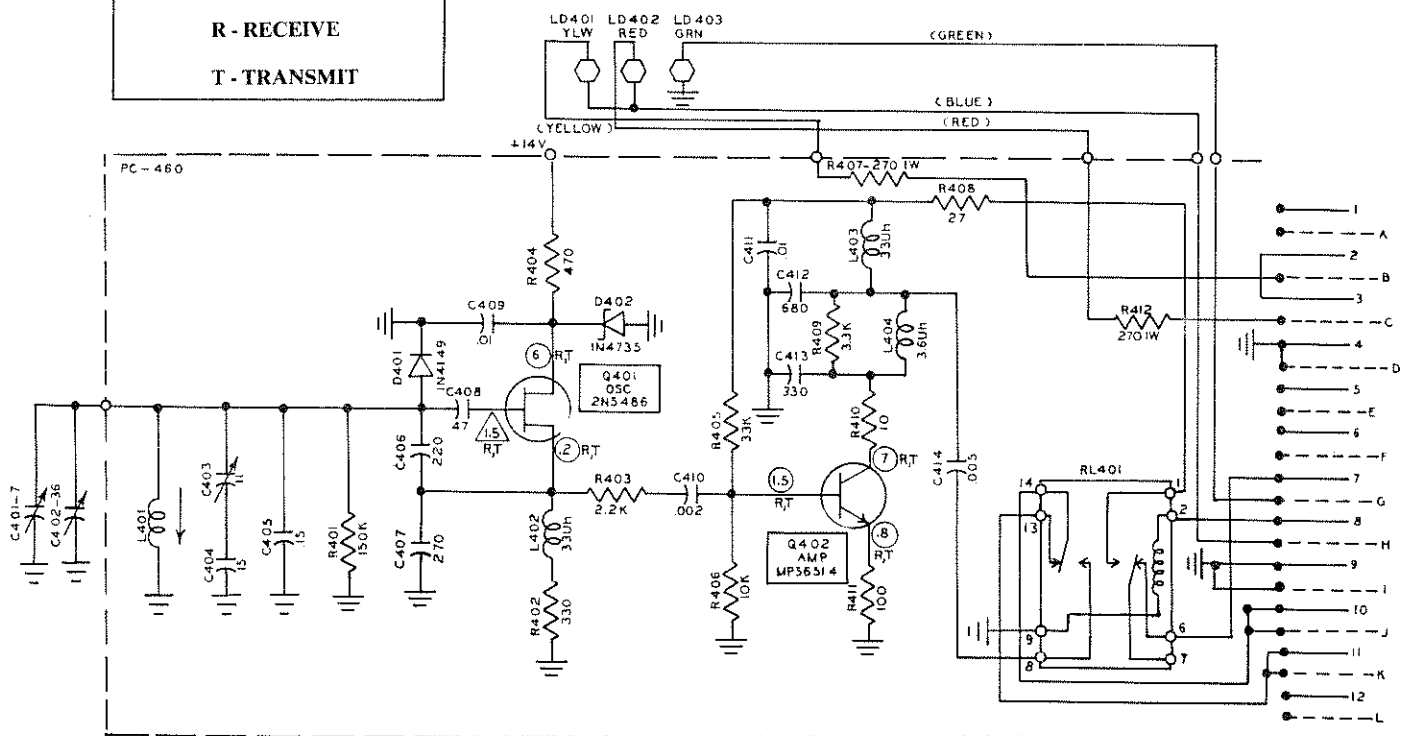 R - RECEIVE
T - TRANSMIT
LD401
YLW
LD402
RED
LD403
GRN
(GREEN)
(BLUE)
(YELLOW)
(RED)
+14V
PC-460
R407-270 1W
R408
27
R404
470
C411
.01
L403
33Uh
C412
680
R409
3.3K
L404
3.6Uh
C413
330
C409
.01
D402
1N4735
D401
1N4149
6 R,T
Q401
OSC
2N5486
C408
47
1.5
R,T
.2 R,T
C406
220
R405
33K
R410
10
7 R,T
C414
.005
R412
270 1W
C401-7
C402-36
L401
C403
11
C404
15
C405
.15
R401
150K
C407
270
L402
33Uh
R402
330
R403
2.2K
C410
.002
1.5
R,T
.8
R,T
Q402
AMP
MP36514
R406
10K
R411
100
RL401
14
13
9
8
1
2
6
7
1
A
2
B
3
C
4
D
5
E
6
F
7
G
8
H
9
I
10
J
11
K
12
L